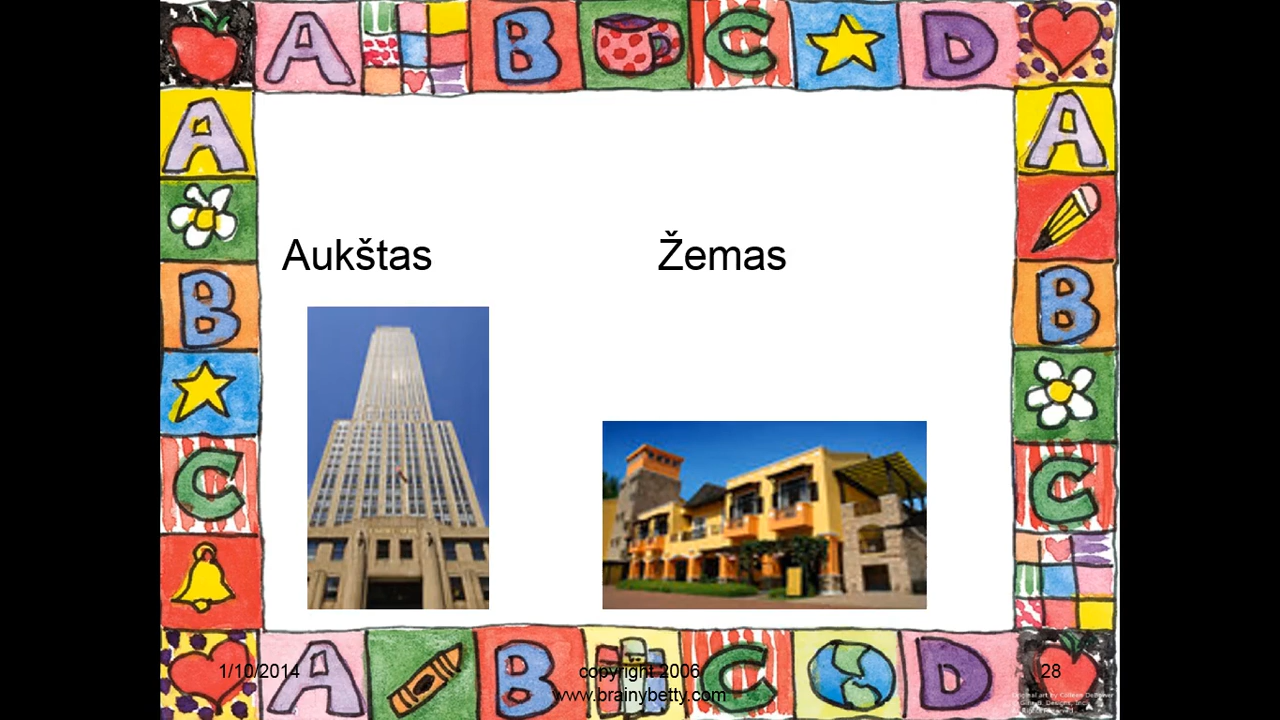 A B C D
A A
Aukštas Žemas
B B
C C
A B C D
1/10/2014 copyright 2006 28
www.brainybetty.com